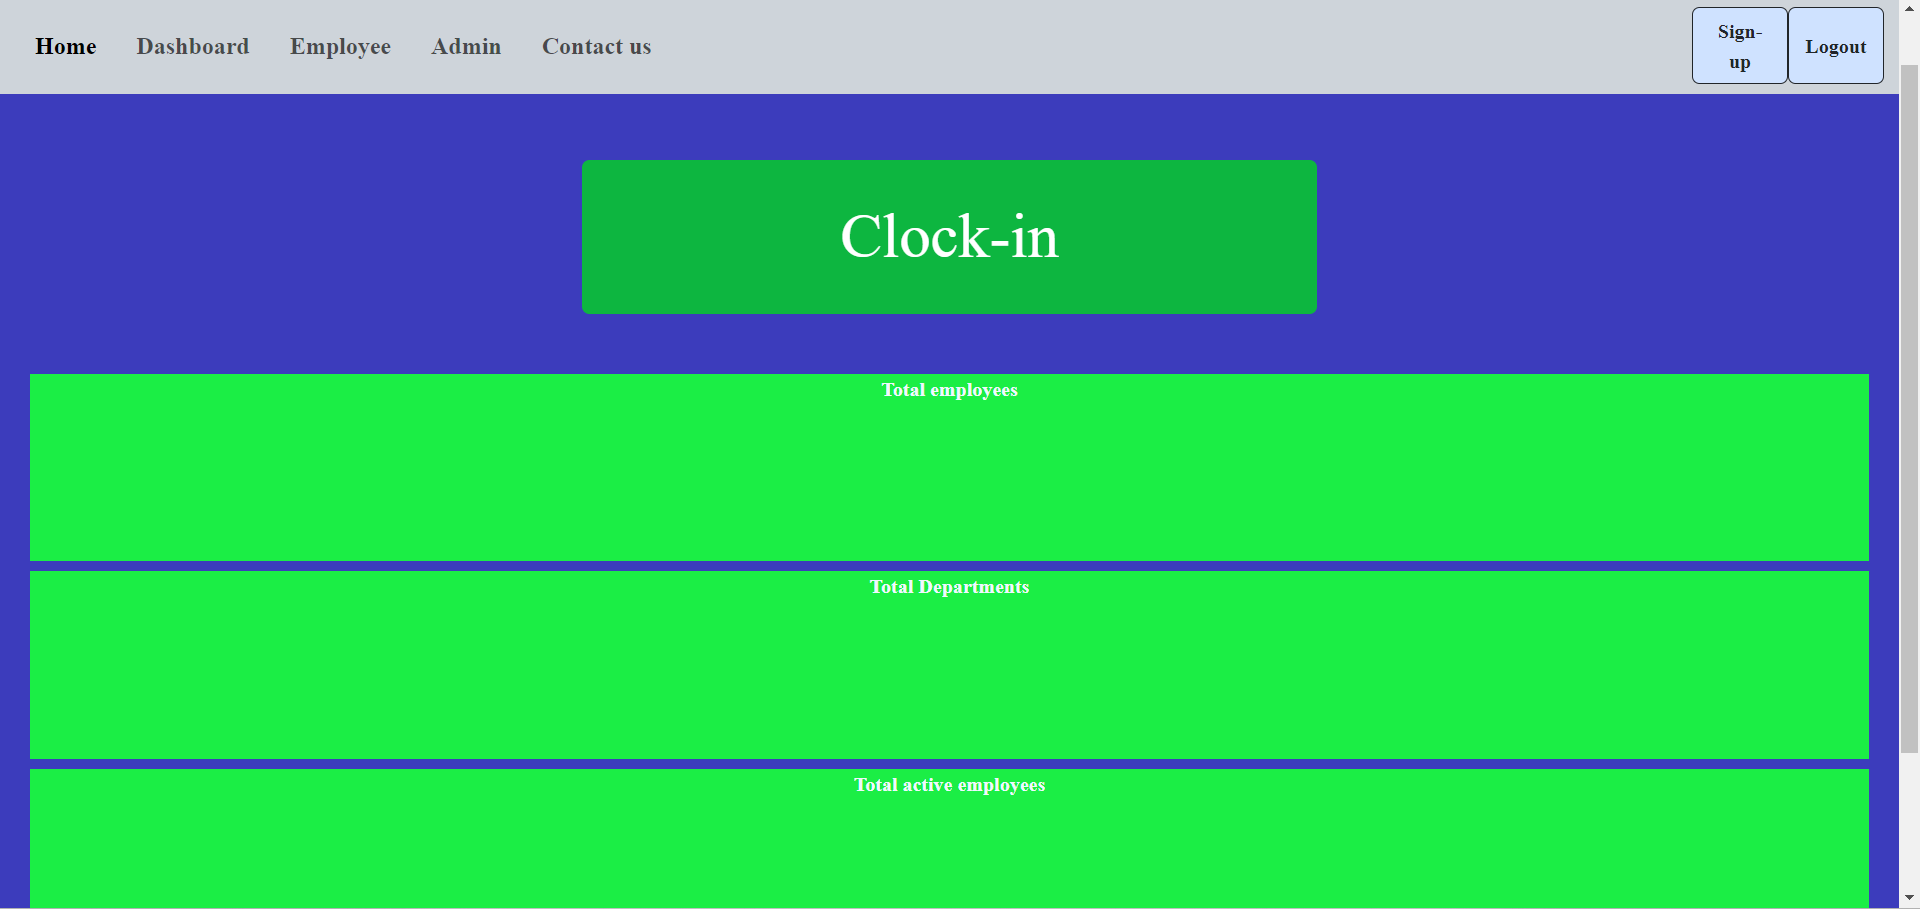 Home Dashboard Employee Admin Contact us
Sign-
up
Logout
Clock-in
Total employees
Total Departments
Total active employees